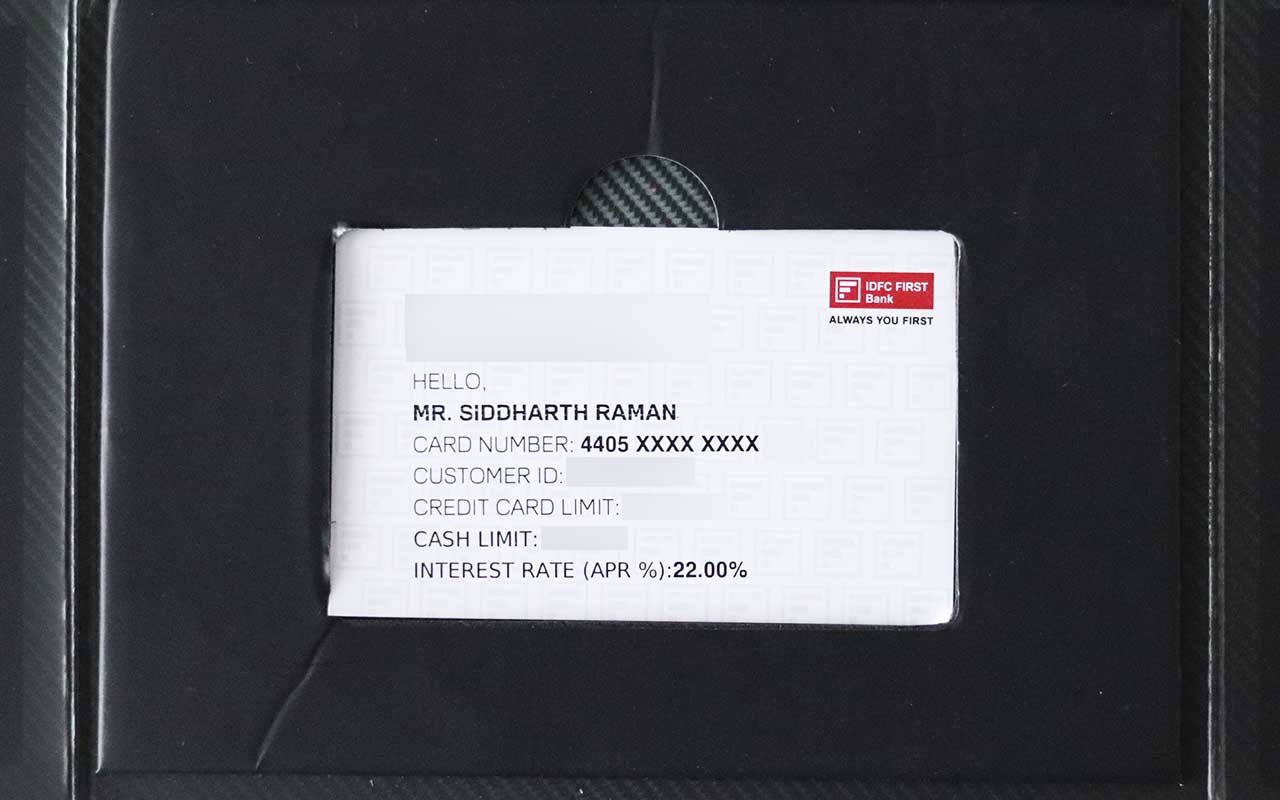 IDFC FIRST
Bank
ALWAYS YOU FIRST
HELLO,
MR. SIDDHARTH RAMAN
CARD NUMBER: 4405 XXXX XXXX
CUSTOMER ID:
CREDIT CARD LIMIT:
CASH LIMIT:
INTEREST RATE (APR %):22.00%